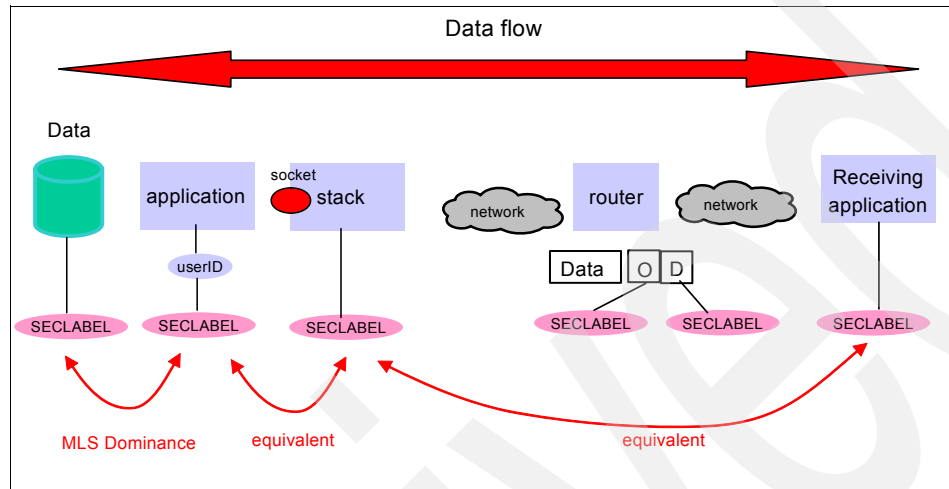 Data flow
Data
application
socket
stack
network
router
network
Receiving
application
userID
Data
O
D
SECLABEL
SECLABEL
SECLABEL
SECLABEL
SECLABEL
SECLABEL
MLS Dominance
equivalent
equivalent